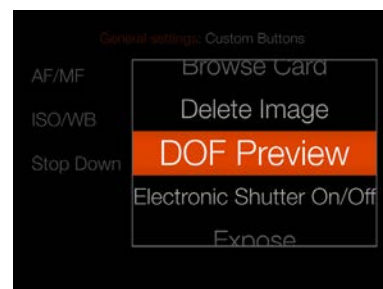 General settings: Custom Buttons
AF/MF
ISO/WB
Stop Down
Browse Card
Delete Image
DOF Preview
Electronic Shutter On/Off
Expose